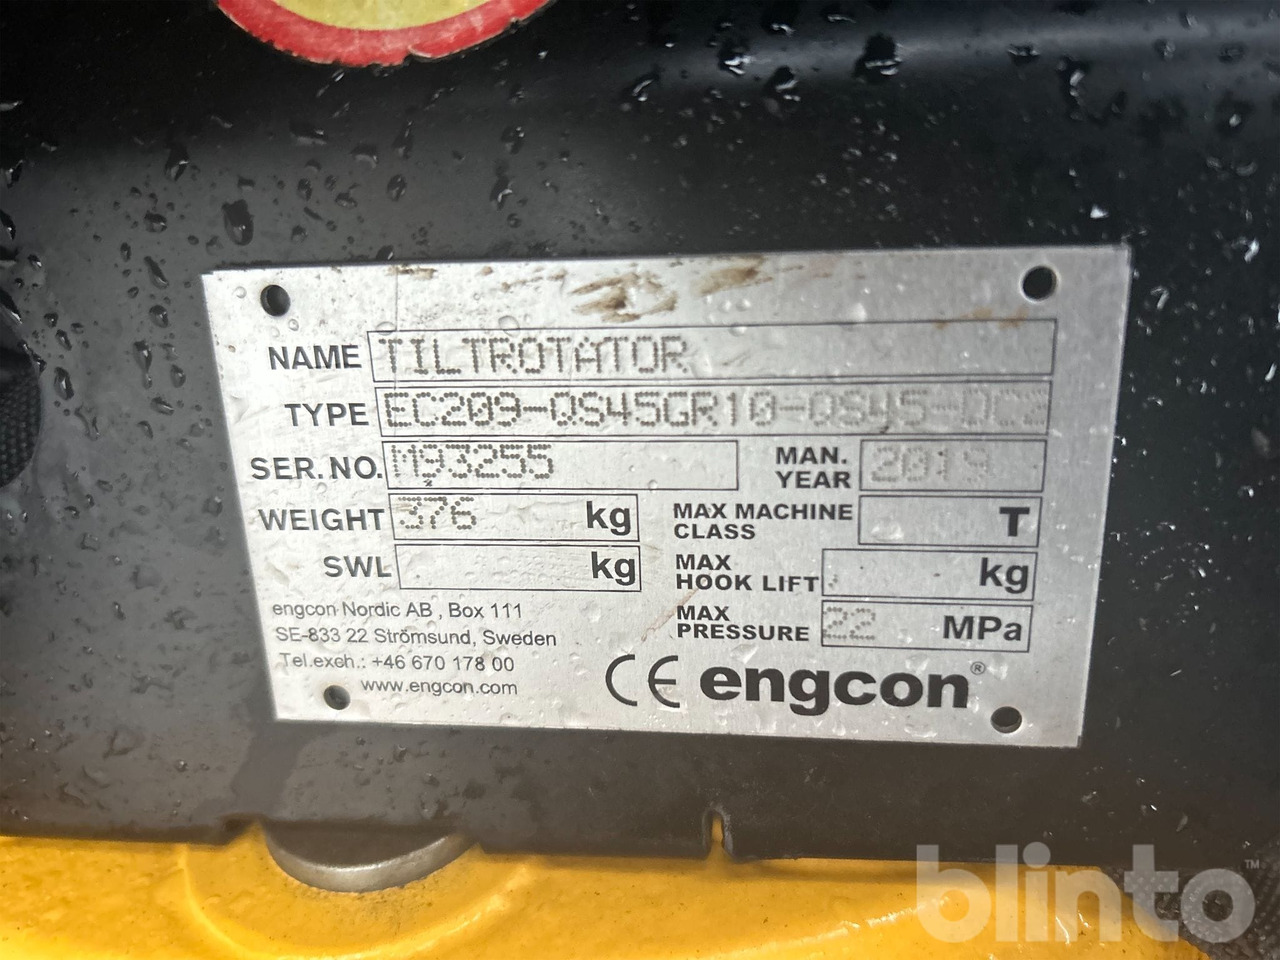 NAME TILTROTATOR
TYPE EC209-QS45GR10-QS45-DC2
SER. NO. M93255 MAN. YEAR 2019
WEIGHT 376 kg MAX MACHINE CLASS T
SWL kg MAX HOOK LIFT kg
MAX PRESSURE 22 MPa
engcon Nordic AB , Box 111
SE-833 22 Strömsund, Sweden
Tel.exch.: +46 670 178 00
www.engcon.com
CE engcon®
blinto™